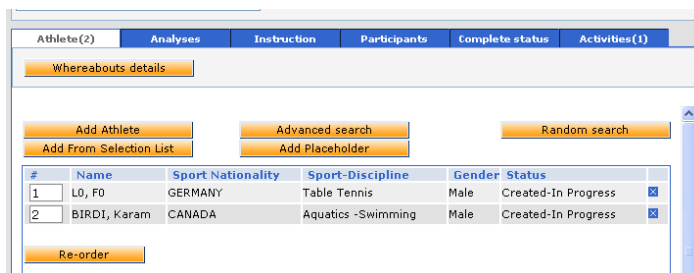 Athlete(2) Analyses Instruction Participants Complete status Activities(1)
Whereabouts details
Add Athlete Advanced search Random search
Add From Selection List Add Placeholder
# Name Sport Nationality Sport-Discipline Gender Status
1 L0, F0 GERMANY Table Tennis Male Created-In Progress
2 BIRDI, Karam CANADA Aquatics -Swimming Male Created-In Progress
Re-order